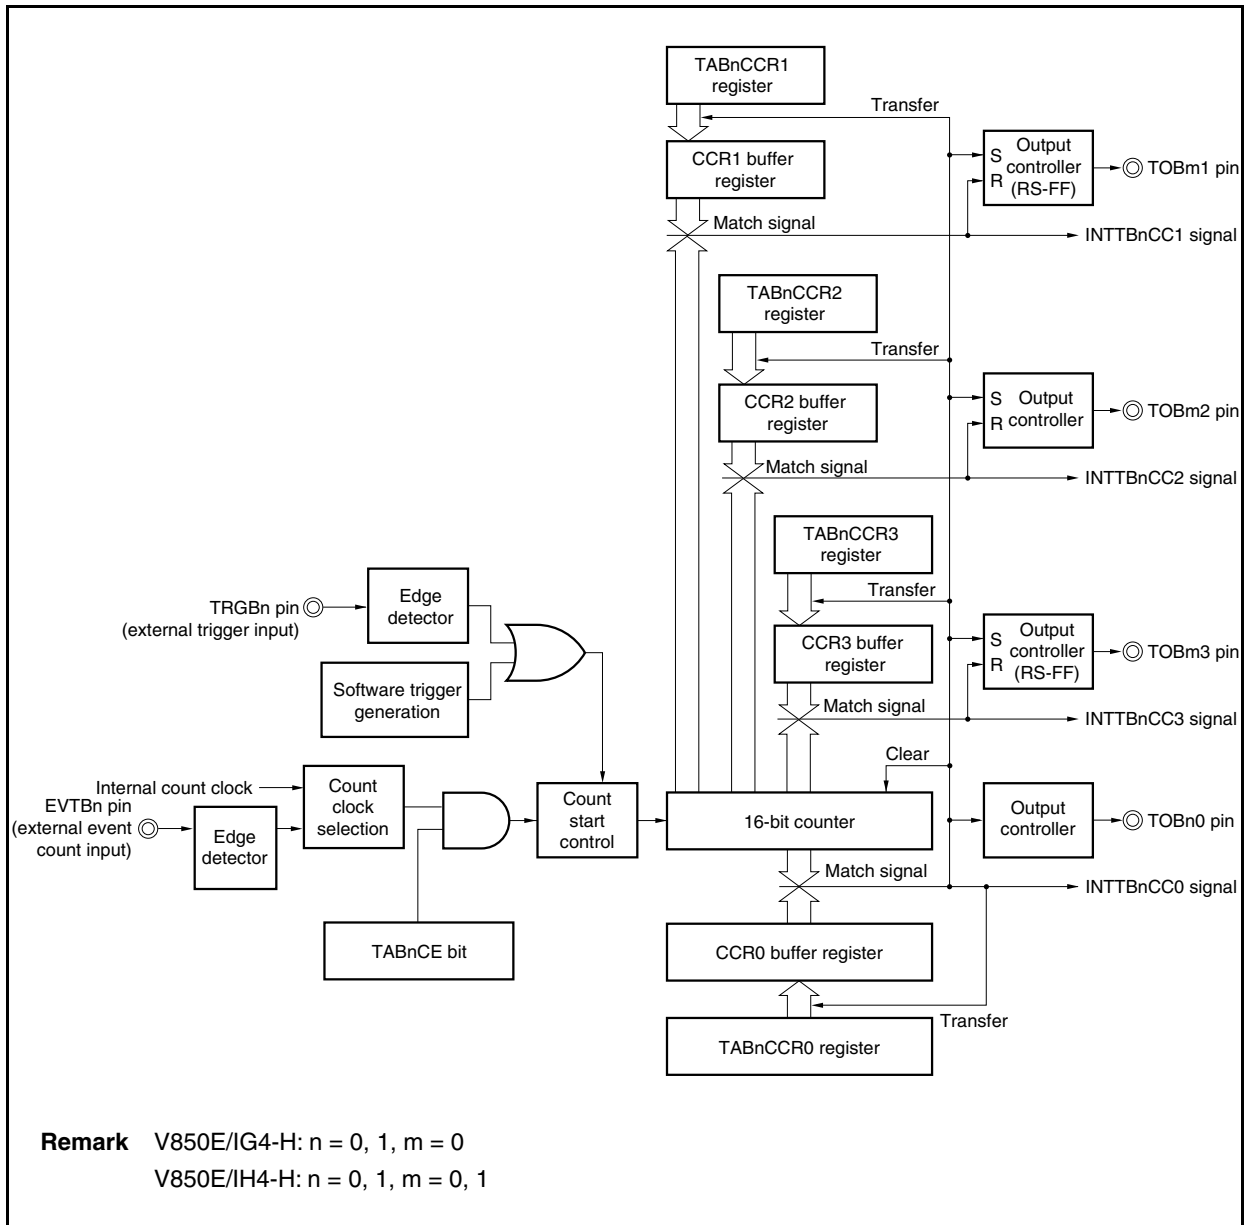 TABnCCR1
register
Transfer
CCR1 buffer
register
S
R
Output
controller
(RS-FF)
TOBm1 pin
Match signal
INTTBnCC1 signal
TABnCCR2
register
Transfer
CCR2 buffer
register
S
R
Output
controller
TOBm2 pin
Match signal
INTTBnCC2 signal
TABnCCR3
register
Transfer
CCR3 buffer
register
S
R
Output
controller
(RS-FF)
TOBm3 pin
Match signal
INTTBnCC3 signal
TRGBn pin
(external trigger input)
Edge
detector
Software trigger
generation
Clear
Internal count clock
EVTBn pin
(external event
count input)
Edge
detector
Count
clock
selection
Count
start
control
16-bit counter
Output
controller
TOBn0 pin
Match signal
INTTBnCC0 signal
TABnCE bit
CCR0 buffer register
Transfer
TABnCCR0 register
Remark V850E/IG4-H: n = 0, 1, m = 0
V850E/IH4-H: n = 0, 1, m = 0, 1